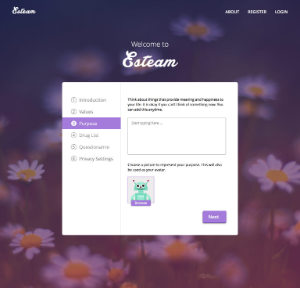 Esteam
ABOUT
REGISTER
LOGIN
Welcome to
Esteam
1 Introduction
2 Values
3 Purpose
4 Drug List
5 Questionnaire
6 Privacy Settings
Think about things that provide meaning and happiness to
your life. It is okay if you can't think of something now. You
can add this anytime.
Start typing here ...
Choose a person to represent your purpose. This will also
be used as your avatar.
Browse
Next